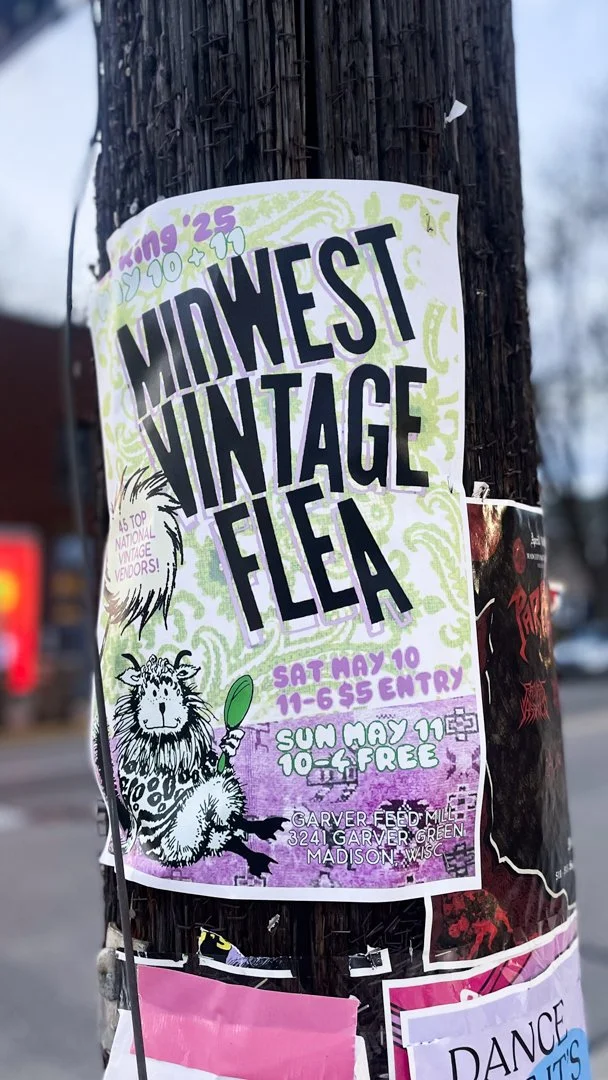 '25
10 + 11
MIDWEST
VINTAGE
FLEA
45 TOP
NATIONAL
VINTAGE
VENDORS!
SAT MAY 10
11-6 $5 ENTRY
SUN MAY 11
10-4 FREE
GARVER FEED MILL
3241 GARVER GREEN
MADISON, WISC
DANCE
IT'S